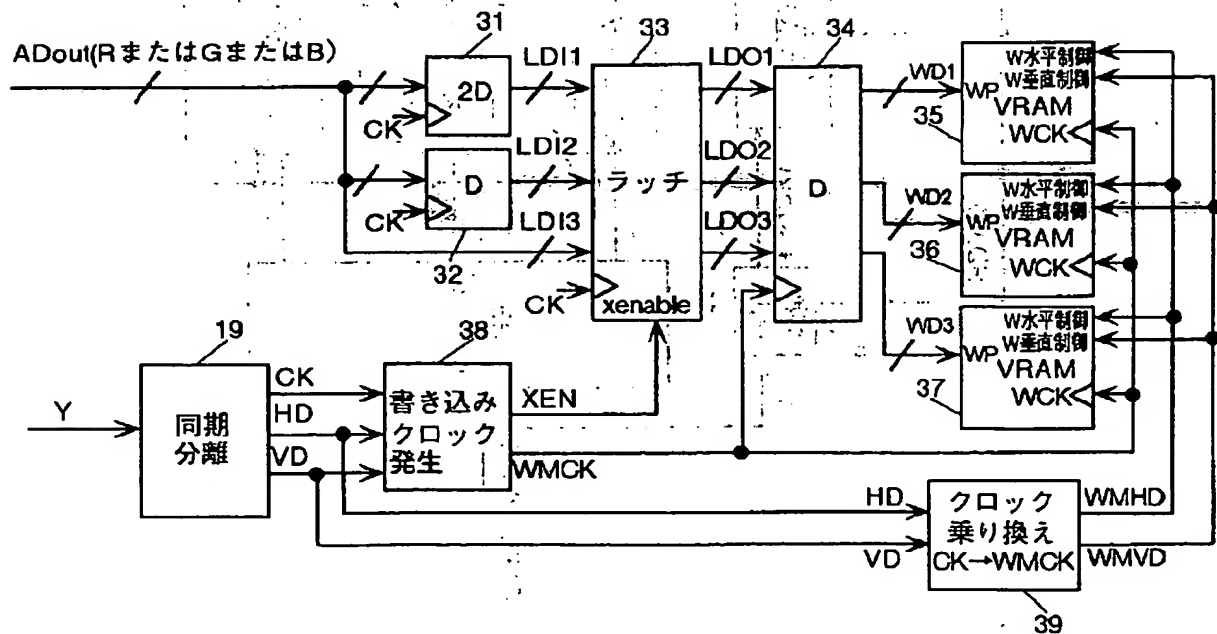 ADout(RまたはGまたはB)
31
2D
CK
LDI1
33
ラッチ
CK
xenable
LDO1
34
D
WD1
W水平制御
W垂直制御
WP
VRAM
WCK
35
D
CK
32
LDI2
LDI3
LDO2
LDO3
WD2
W水平制御
W垂直制御
WP
VRAM
WCK
36
WD3
W水平制御
W垂直制御
WP
VRAM
WCK
37
19
Y
同期
分離
CK
HD
VD
38
書き込み
クロック
発生
XEN
WMCK
HD
VD
クロック
乗り換え
CK→WMCK
WMHD
WMVD
39